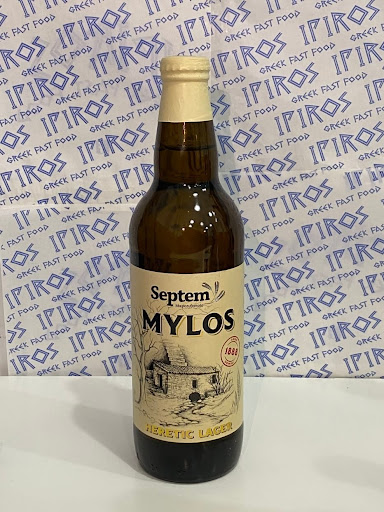 IPIROS
GREEK FAST FOOD
Septem
MYLOS
1888
HERETIC LAGER